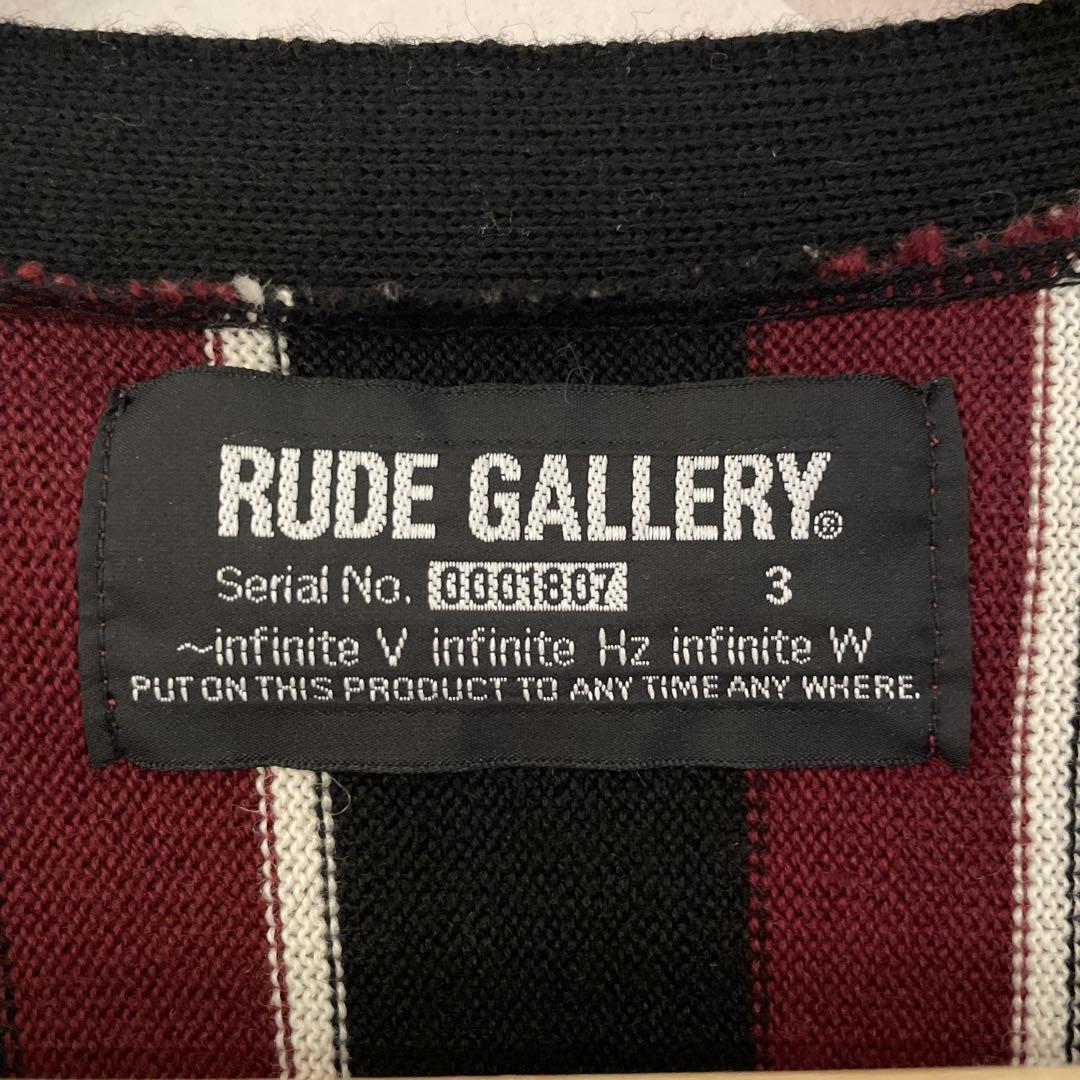 RUDE GALLERY®
Serial No. 0001807 3
~infinite V infinite Hz infinite W
PUT ON THIS PRODUCT TO ANY TIME ANY WHERE.